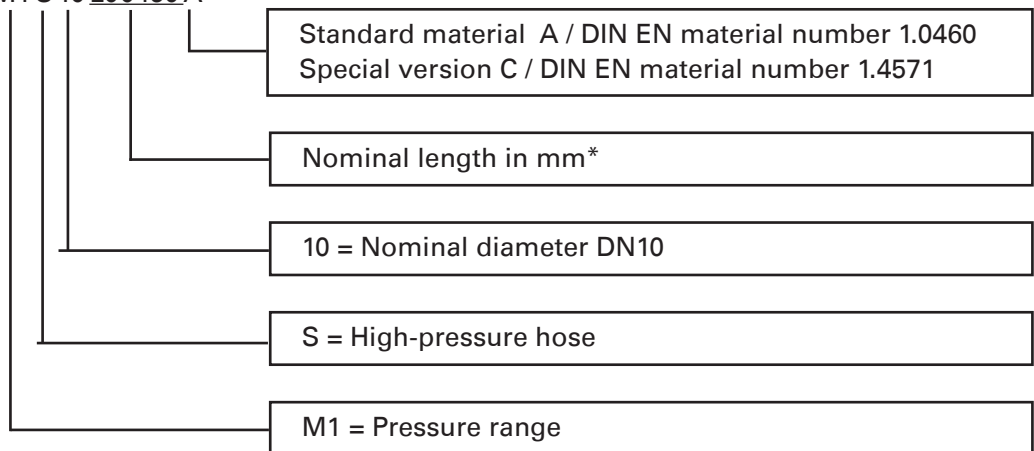 Standard material A / DIN EN material number 1.0460
Special version C / DIN EN material number 1.4571
Nominal length in mm*
10 = Nominal diameter DN10
S = High-pressure hose
M1 = Pressure range